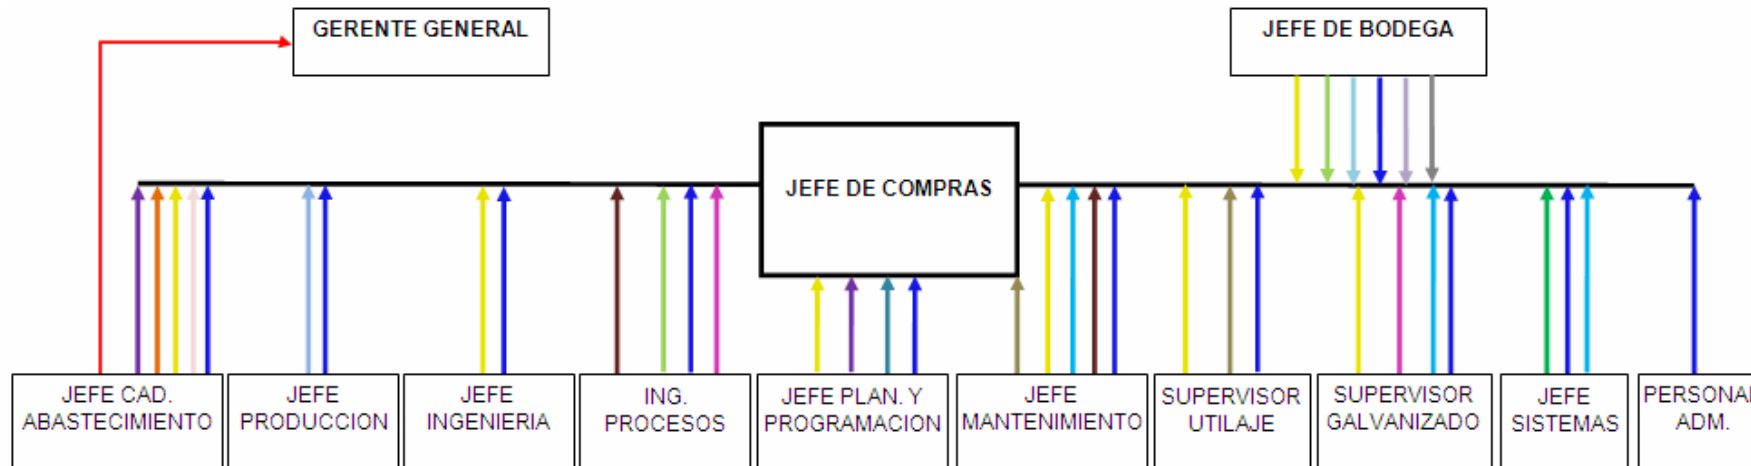 GERENTE GENERAL
JEFE DE BODEGA
JEFE DE COMPRAS
JEFE CAD.
ABASTECIMIENTO
JEFE
PRODUCCION
JEFE
INGENIERIA
ING.
PROCESOS
JEFE PLAN. Y
PROGRAMACION
JEFE
MANTENIMIENTO
SUPERVISOR
UTILAJE
SUPERVISOR
GALVANIZADO
JEFE
SISTEMAS
PERSONAL
ADM.